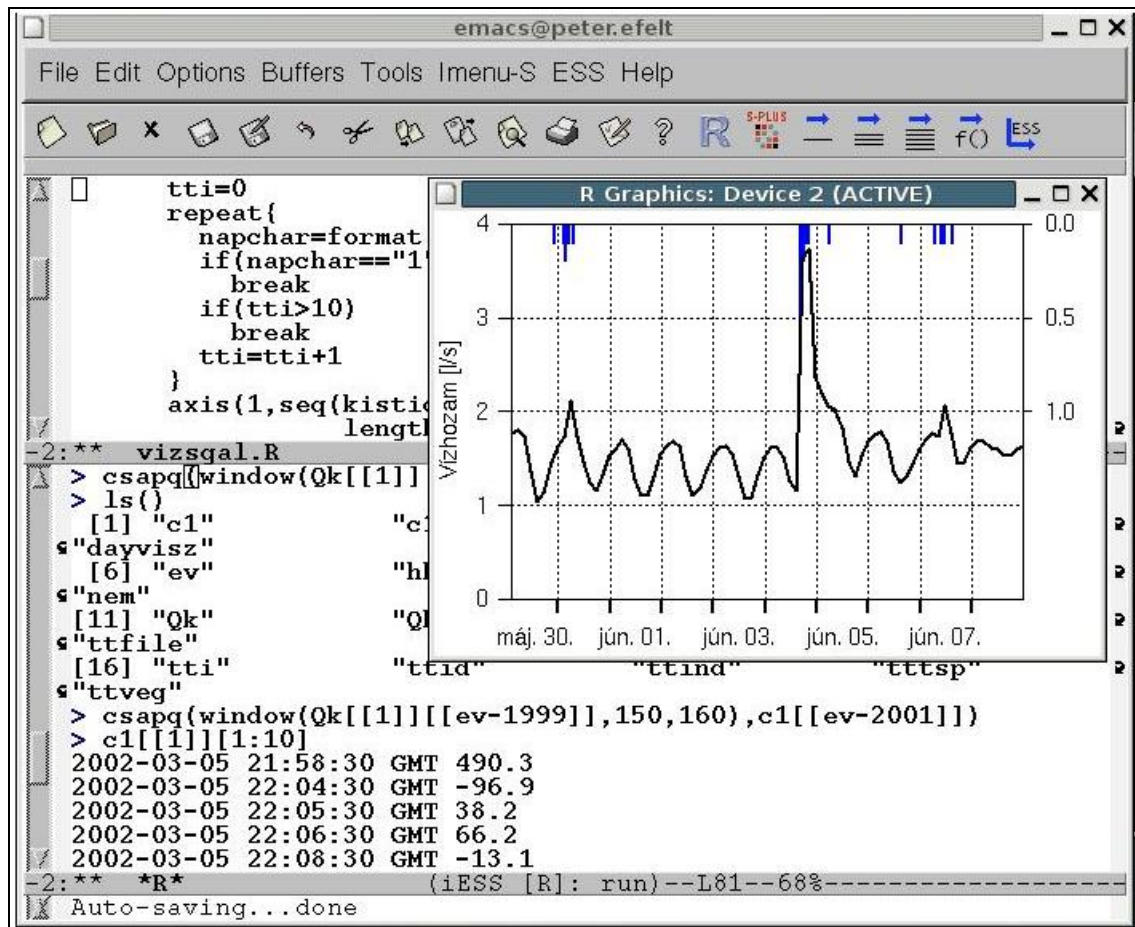 emacs@peter.efelt
File Edit Options Buffers Tools Imenu-S ESS Help
S-PLUS
R
f()
ESS
tti=0
repeat{
napchar=format
if(napchar=="1"
break
if(tti>10)
break
tti=tti+1
}
axis(1,seq(kistic
lengt
-2:** vizsgal.R
> csapq(window(Qk[[1]]
> ls()
[1] "c1" "c1
"dayvisz"
[6] "ev"
"nem"
[11] "Qk"
"ttfile"
[16] "tti" "ttid" "ttind" "tttsp"
"ttveg"
> csapq(window(Qk[[1]][[ev-1999]],150,160),c1[[ev-2001]])
> c1[[1]][1:10]
2002-03-05 21:58:30 GMT 490.3
2002-03-05 22:04:30 GMT -96.9
2002-03-05 22:05:30 GMT 38.2
2002-03-05 22:06:30 GMT 66.2
2002-03-05 22:08:30 GMT -13.1
-2:** *R* (iESS [R]: run)--L81--68%--------------------
Auto-saving...done
R Graphics: Device 2 (ACTIVE)
4
3
2
1
0
Vízhozam [l/s]
0.0
0.5
1.0
máj. 30. jún. 01. jún. 03. jún. 05. jún. 07.